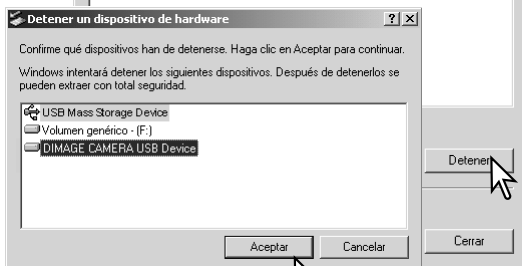 Detener un dispositivo de hardware
Confirme qué dispositivos han de detenerse. Haga clic en Aceptar para continuar.
Windows intentará detener los siguientes dispositivos. Después de detenerlos se
pueden extraer con total seguridad.
USB Mass Storage Device
Volumen genérico - (F:)
DIMAGE CAMERA USB Device
Detener
Aceptar
Cancelar
Cerrar